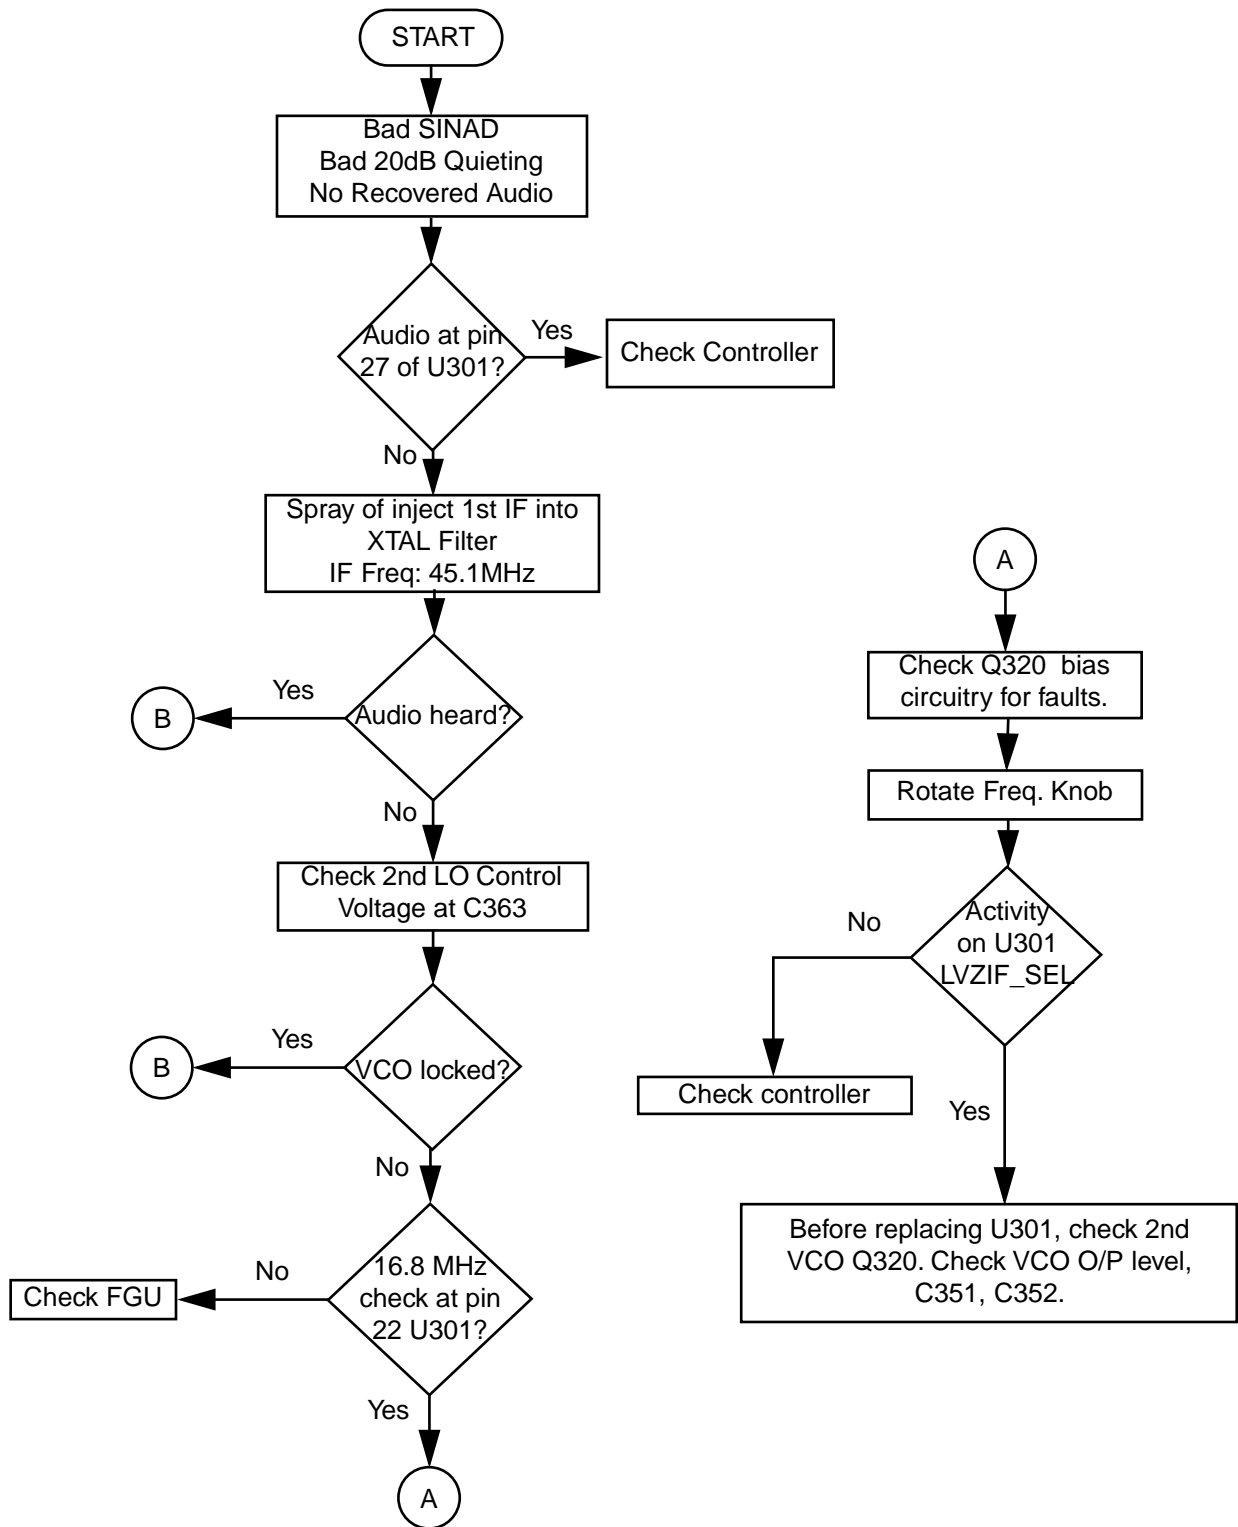 START
Bad SINAD
Bad 20dB Quieting
No Recovered Audio
Audio at pin
27 of U301?
Yes
Check Controller
No
Spray of inject 1st IF into
XTAL Filter
IF Freq: 45.1MHz
Audio heard?
Yes
B
No
Check 2nd LO Control
Voltage at C363
VCO locked?
Yes
B
No
16.8 MHz
check at pin
22 U301?
No
Check FGU
Yes
A
A
Check Q320 bias
circuitry for faults.
Rotate Freq. Knob
Activity
on U301
LVZIF_SEL
No
Check controller
Yes
Before replacing U301, check 2nd
VCO Q320. Check VCO O/P level,
C351, C352.